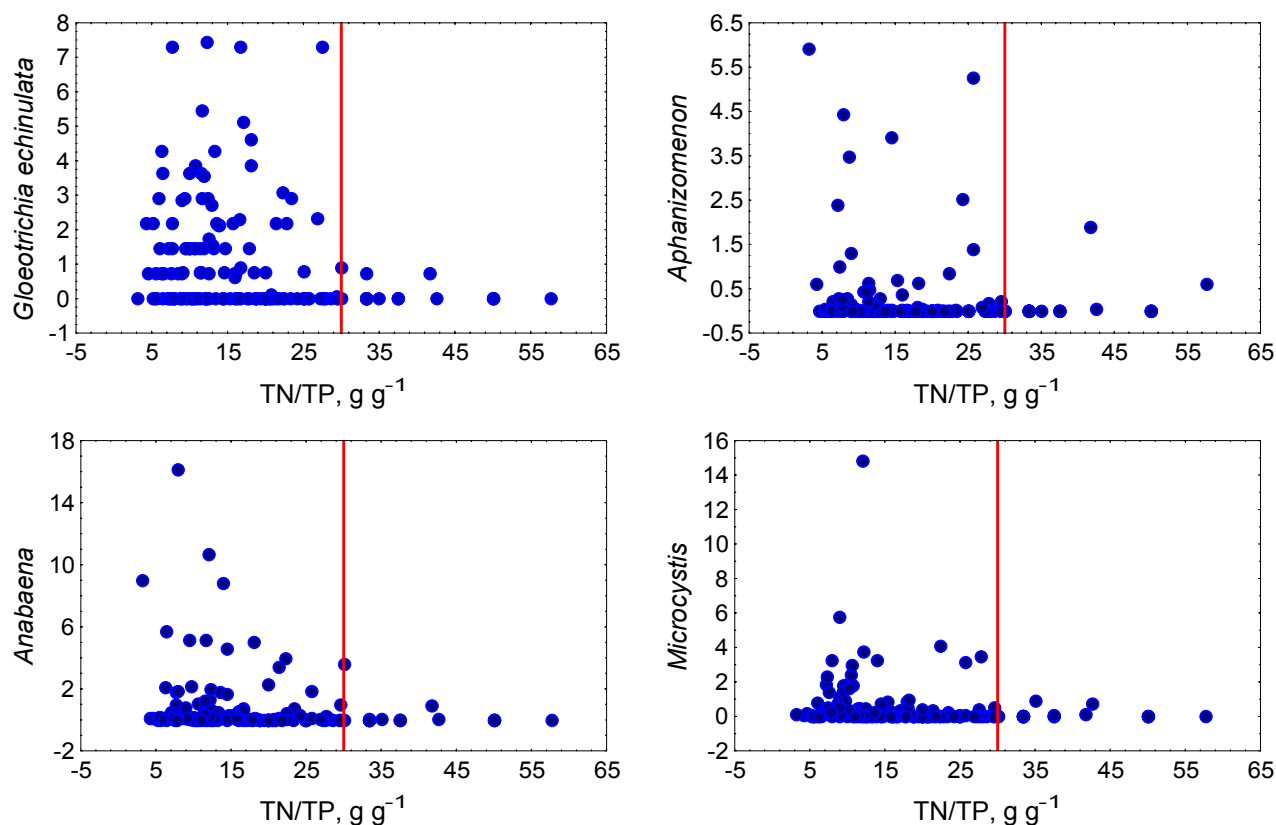 8
7
6
5
4
3
2
1
0
-1
Gloeotrichia echinulata
-5 5 15 25 35 45 55 65
TN/TP, g g⁻¹
6.5
5.5
4.5
3.5
2.5
1.5
0.5
-0.5
Aphanizomenon
-5 5 15 25 35 45 55 65
TN/TP, g g⁻¹
18
14
10
6
2
-2
Anabaena
-5 5 15 25 35 45 55 65
TN/TP, g g⁻¹
16
14
12
10
8
6
4
2
0
-2
Microcystis
-5 5 15 25 35 45 55 65
TN/TP, g g⁻¹